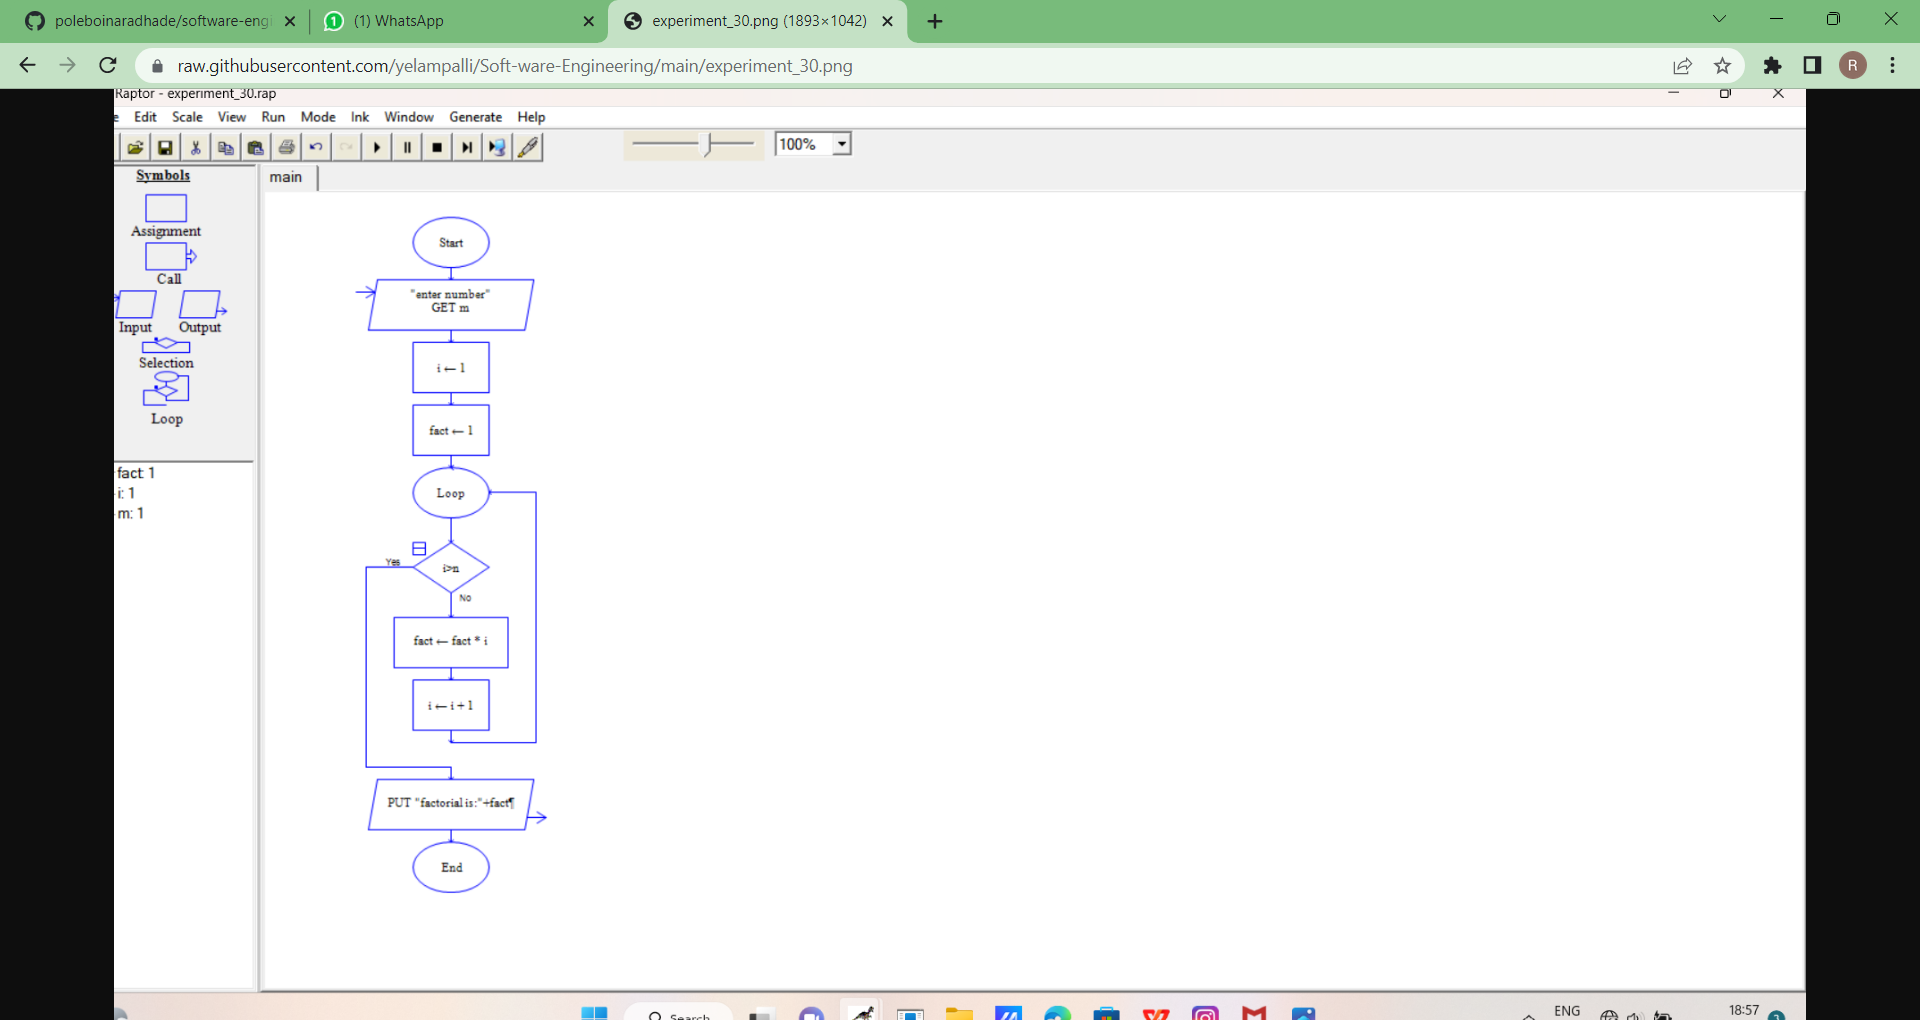 poleboinaradhade/software-engi
(1) WhatsApp
experiment_30.png (1893×1042)
raw.githubusercontent.com/yelampalli/Soft-ware-Engineering/main/experiment_30.png
R
Raptor - experiment_30.rap
e Edit Scale View Run Mode Ink Window Generate Help
100%
Symbols
Assignment
Call
Input Output
Selection
Loop
fact: 1
i: 1
m: 1
main
Start
"enter number"
GET m
i ← 1
fact ← 1
Loop
Yes
i>n
No
fact ← fact * i
i ← i + 1
PUT "factorial is:"+fact¶
End
Search
ENG
18:57